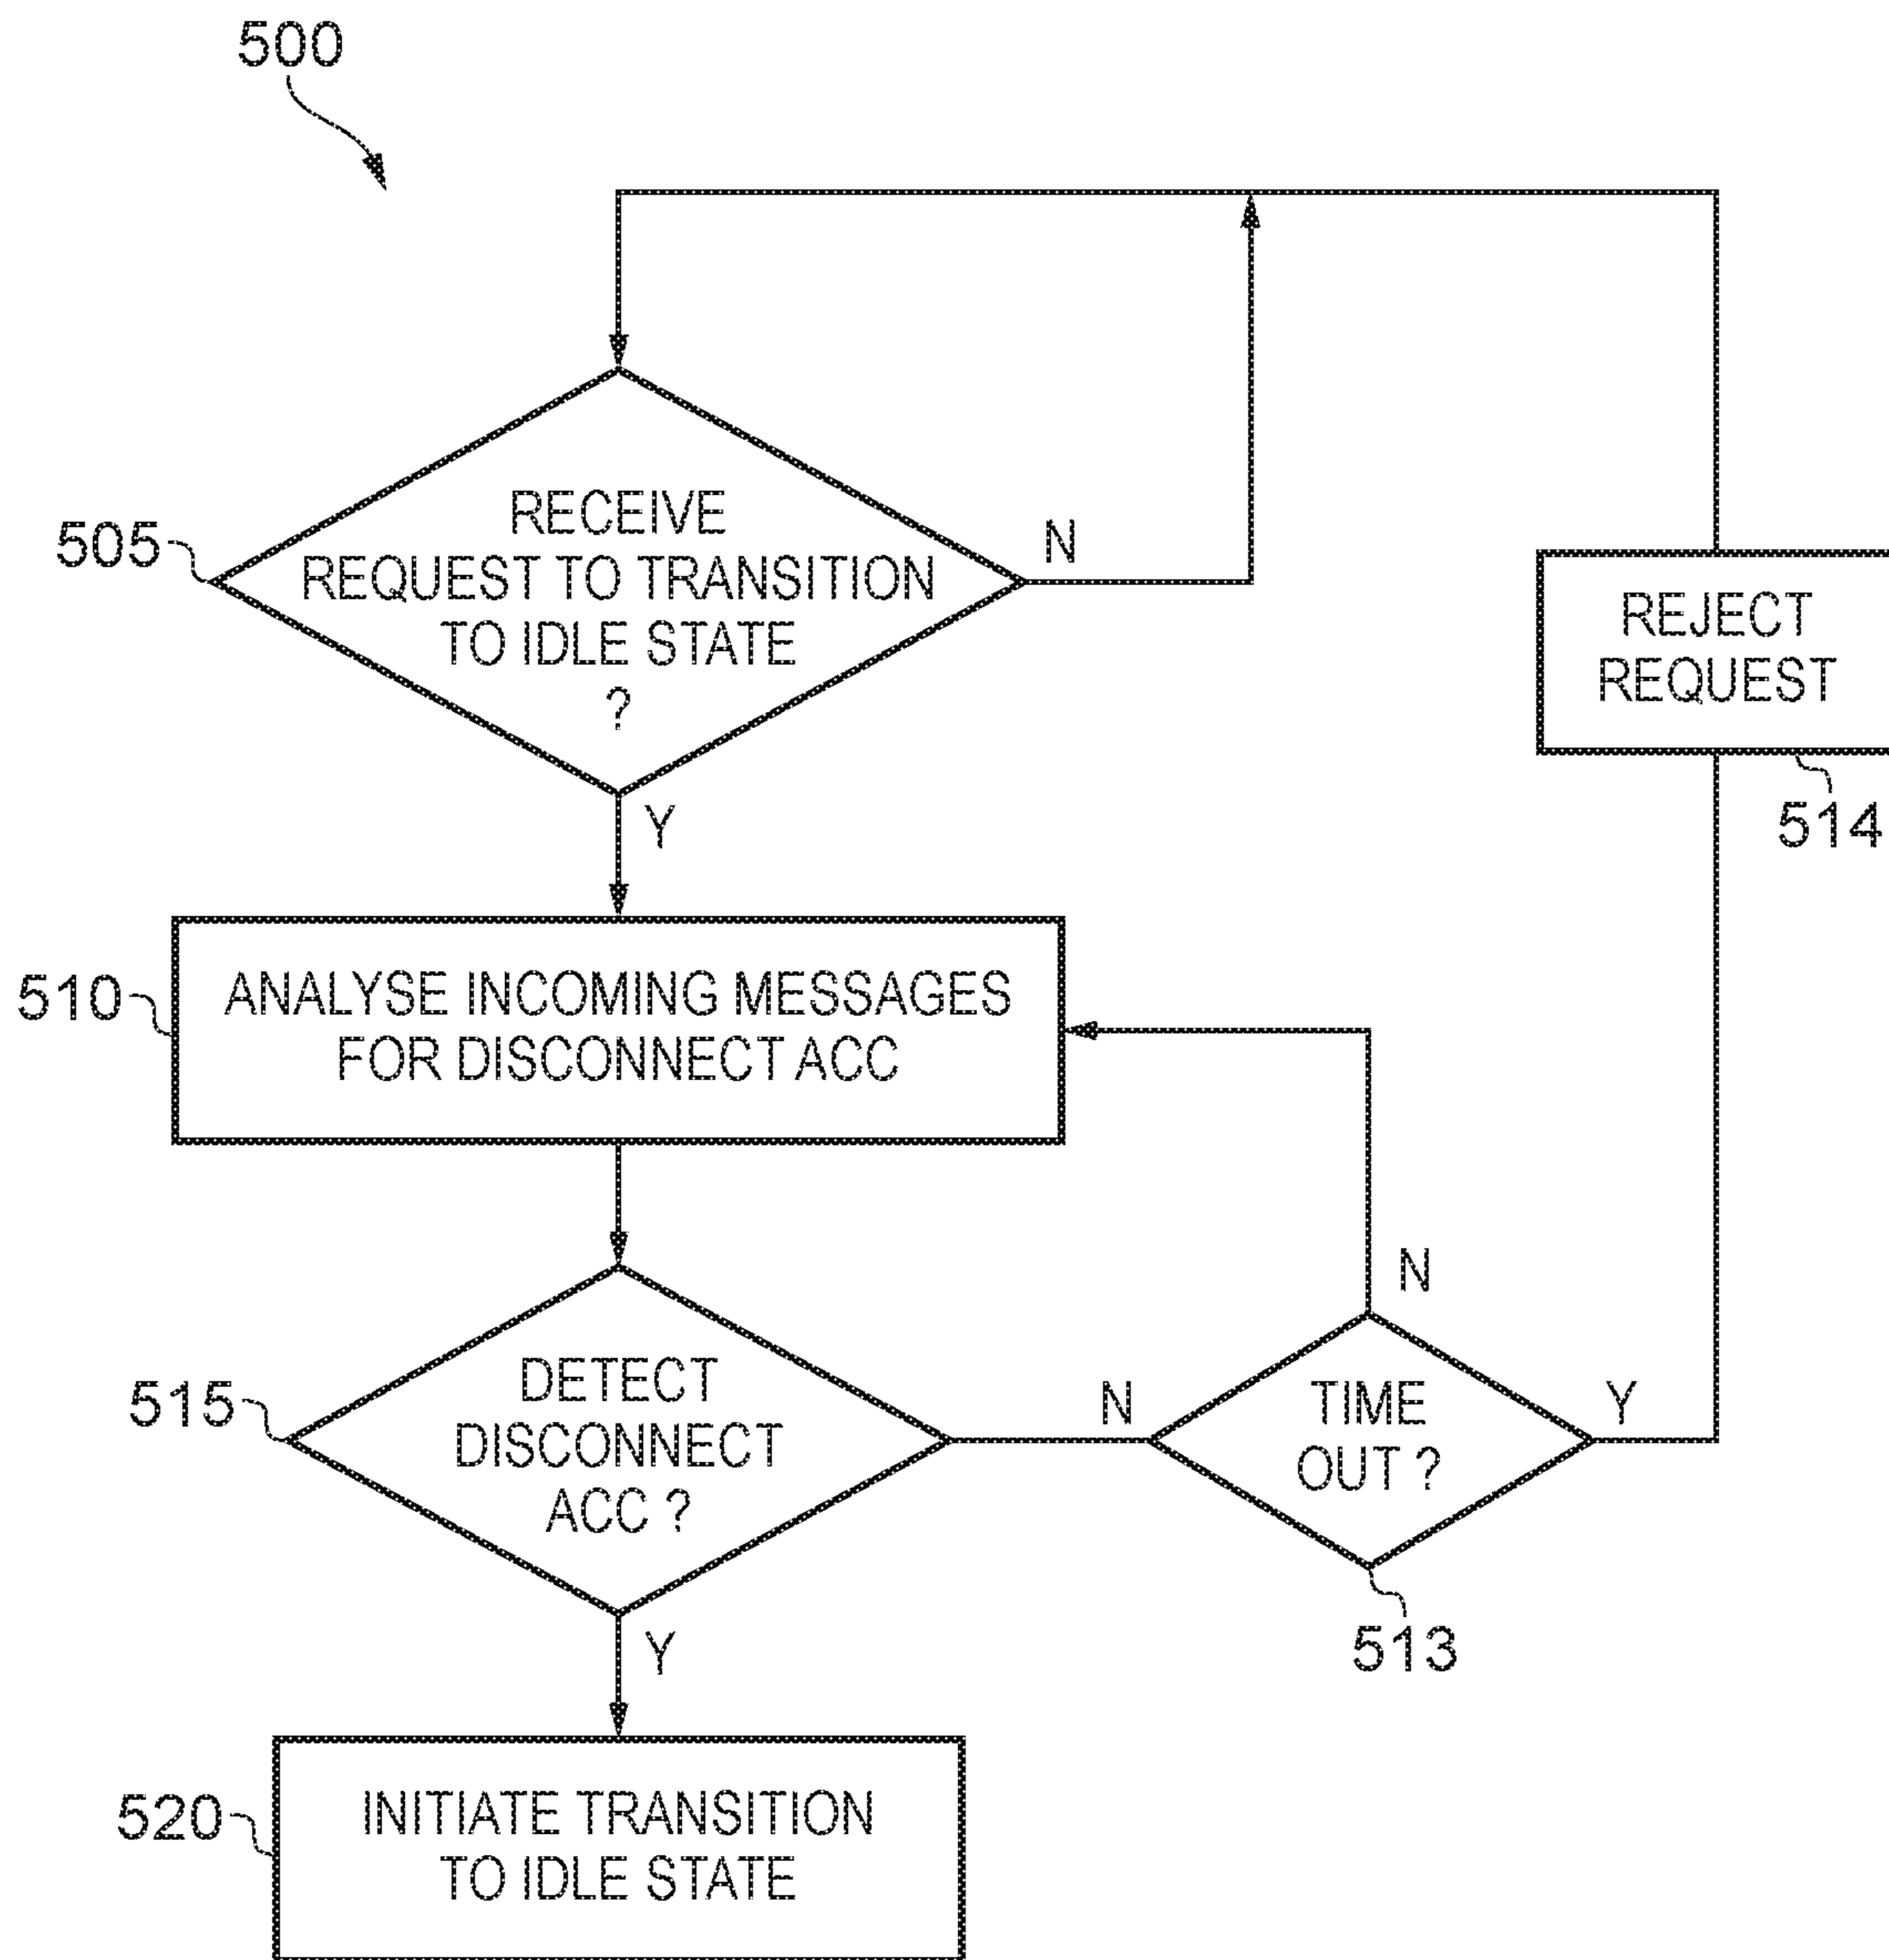 500
505
RECEIVE
REQUEST TO TRANSITION
TO IDLE STATE
?
N
Y
REJECT
REQUEST
514
510
ANALYSE INCOMING MESSAGES
FOR DISCONNECT ACC
515
DETECT
DISCONNECT
ACC ?
N
Y
TIME
OUT ?
N
Y
513
520
INITIATE TRANSITION
TO IDLE STATE